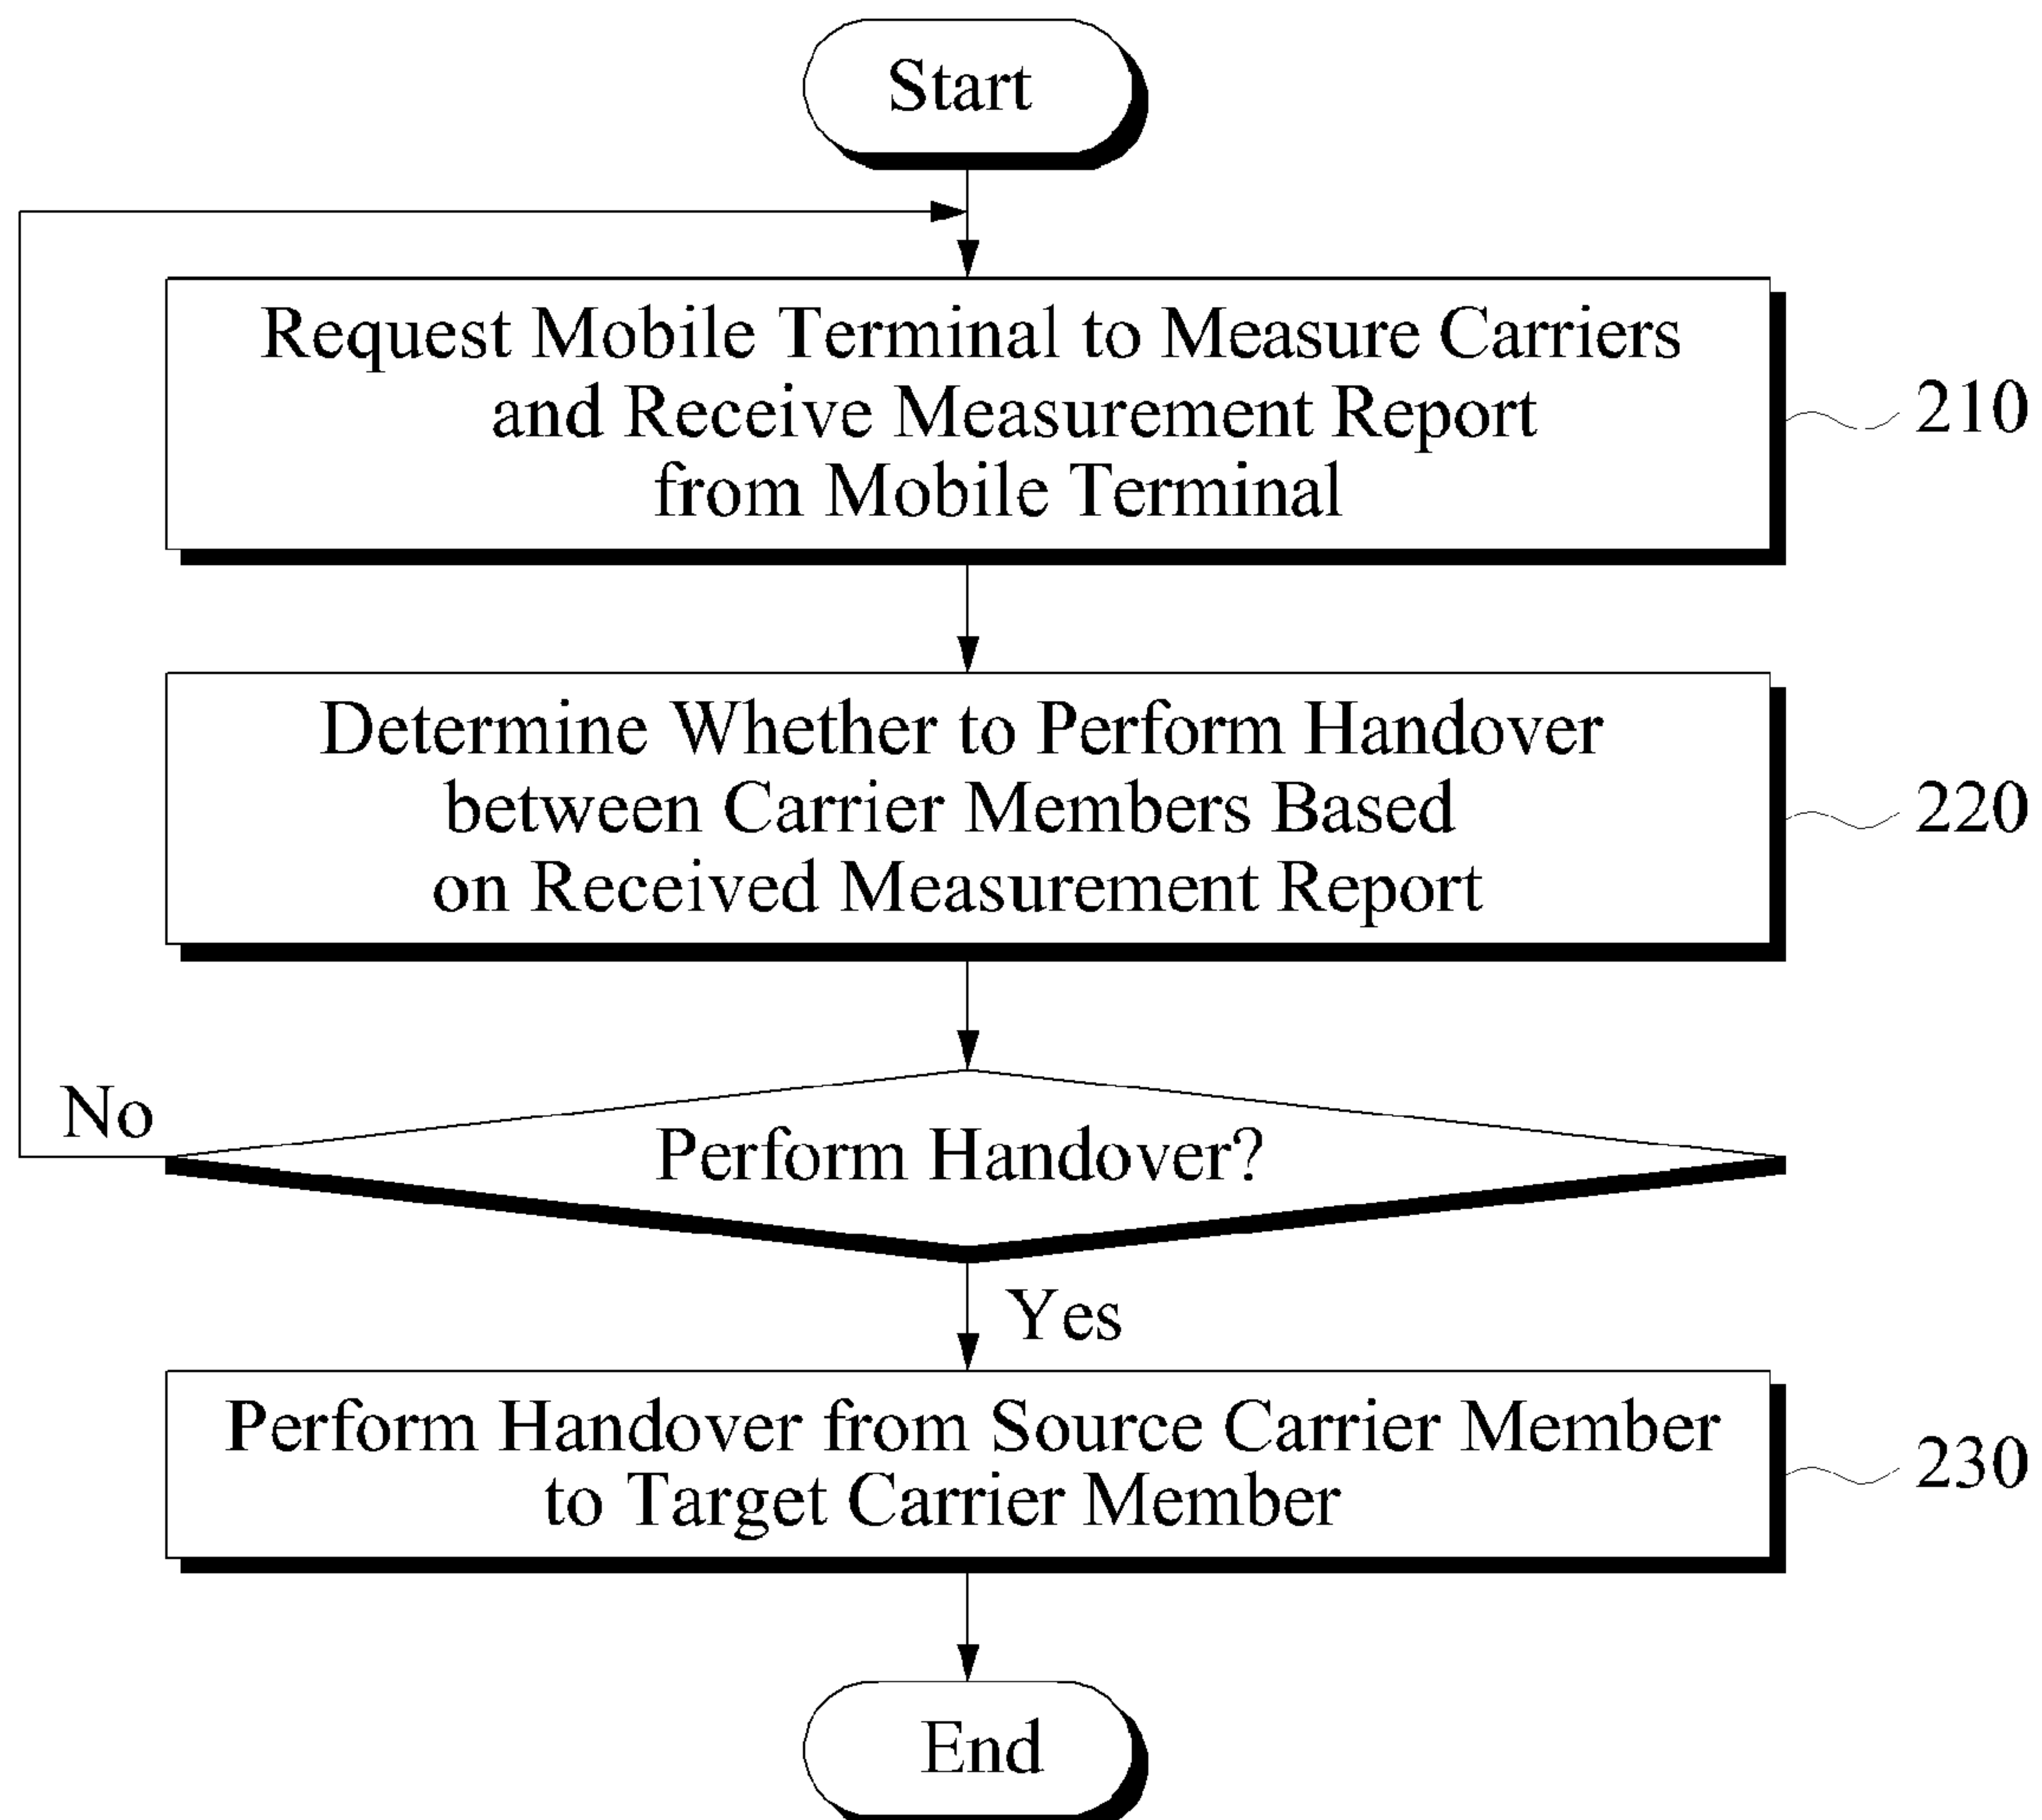 Start
Request Mobile Terminal to Measure Carriers
and Receive Measurement Report
from Mobile Terminal
210
Determine Whether to Perform Handover
between Carrier Members Based
on Received Measurement Report
220
No
Perform Handover?
Yes
Perform Handover from Source Carrier Member
to Target Carrier Member
230
End